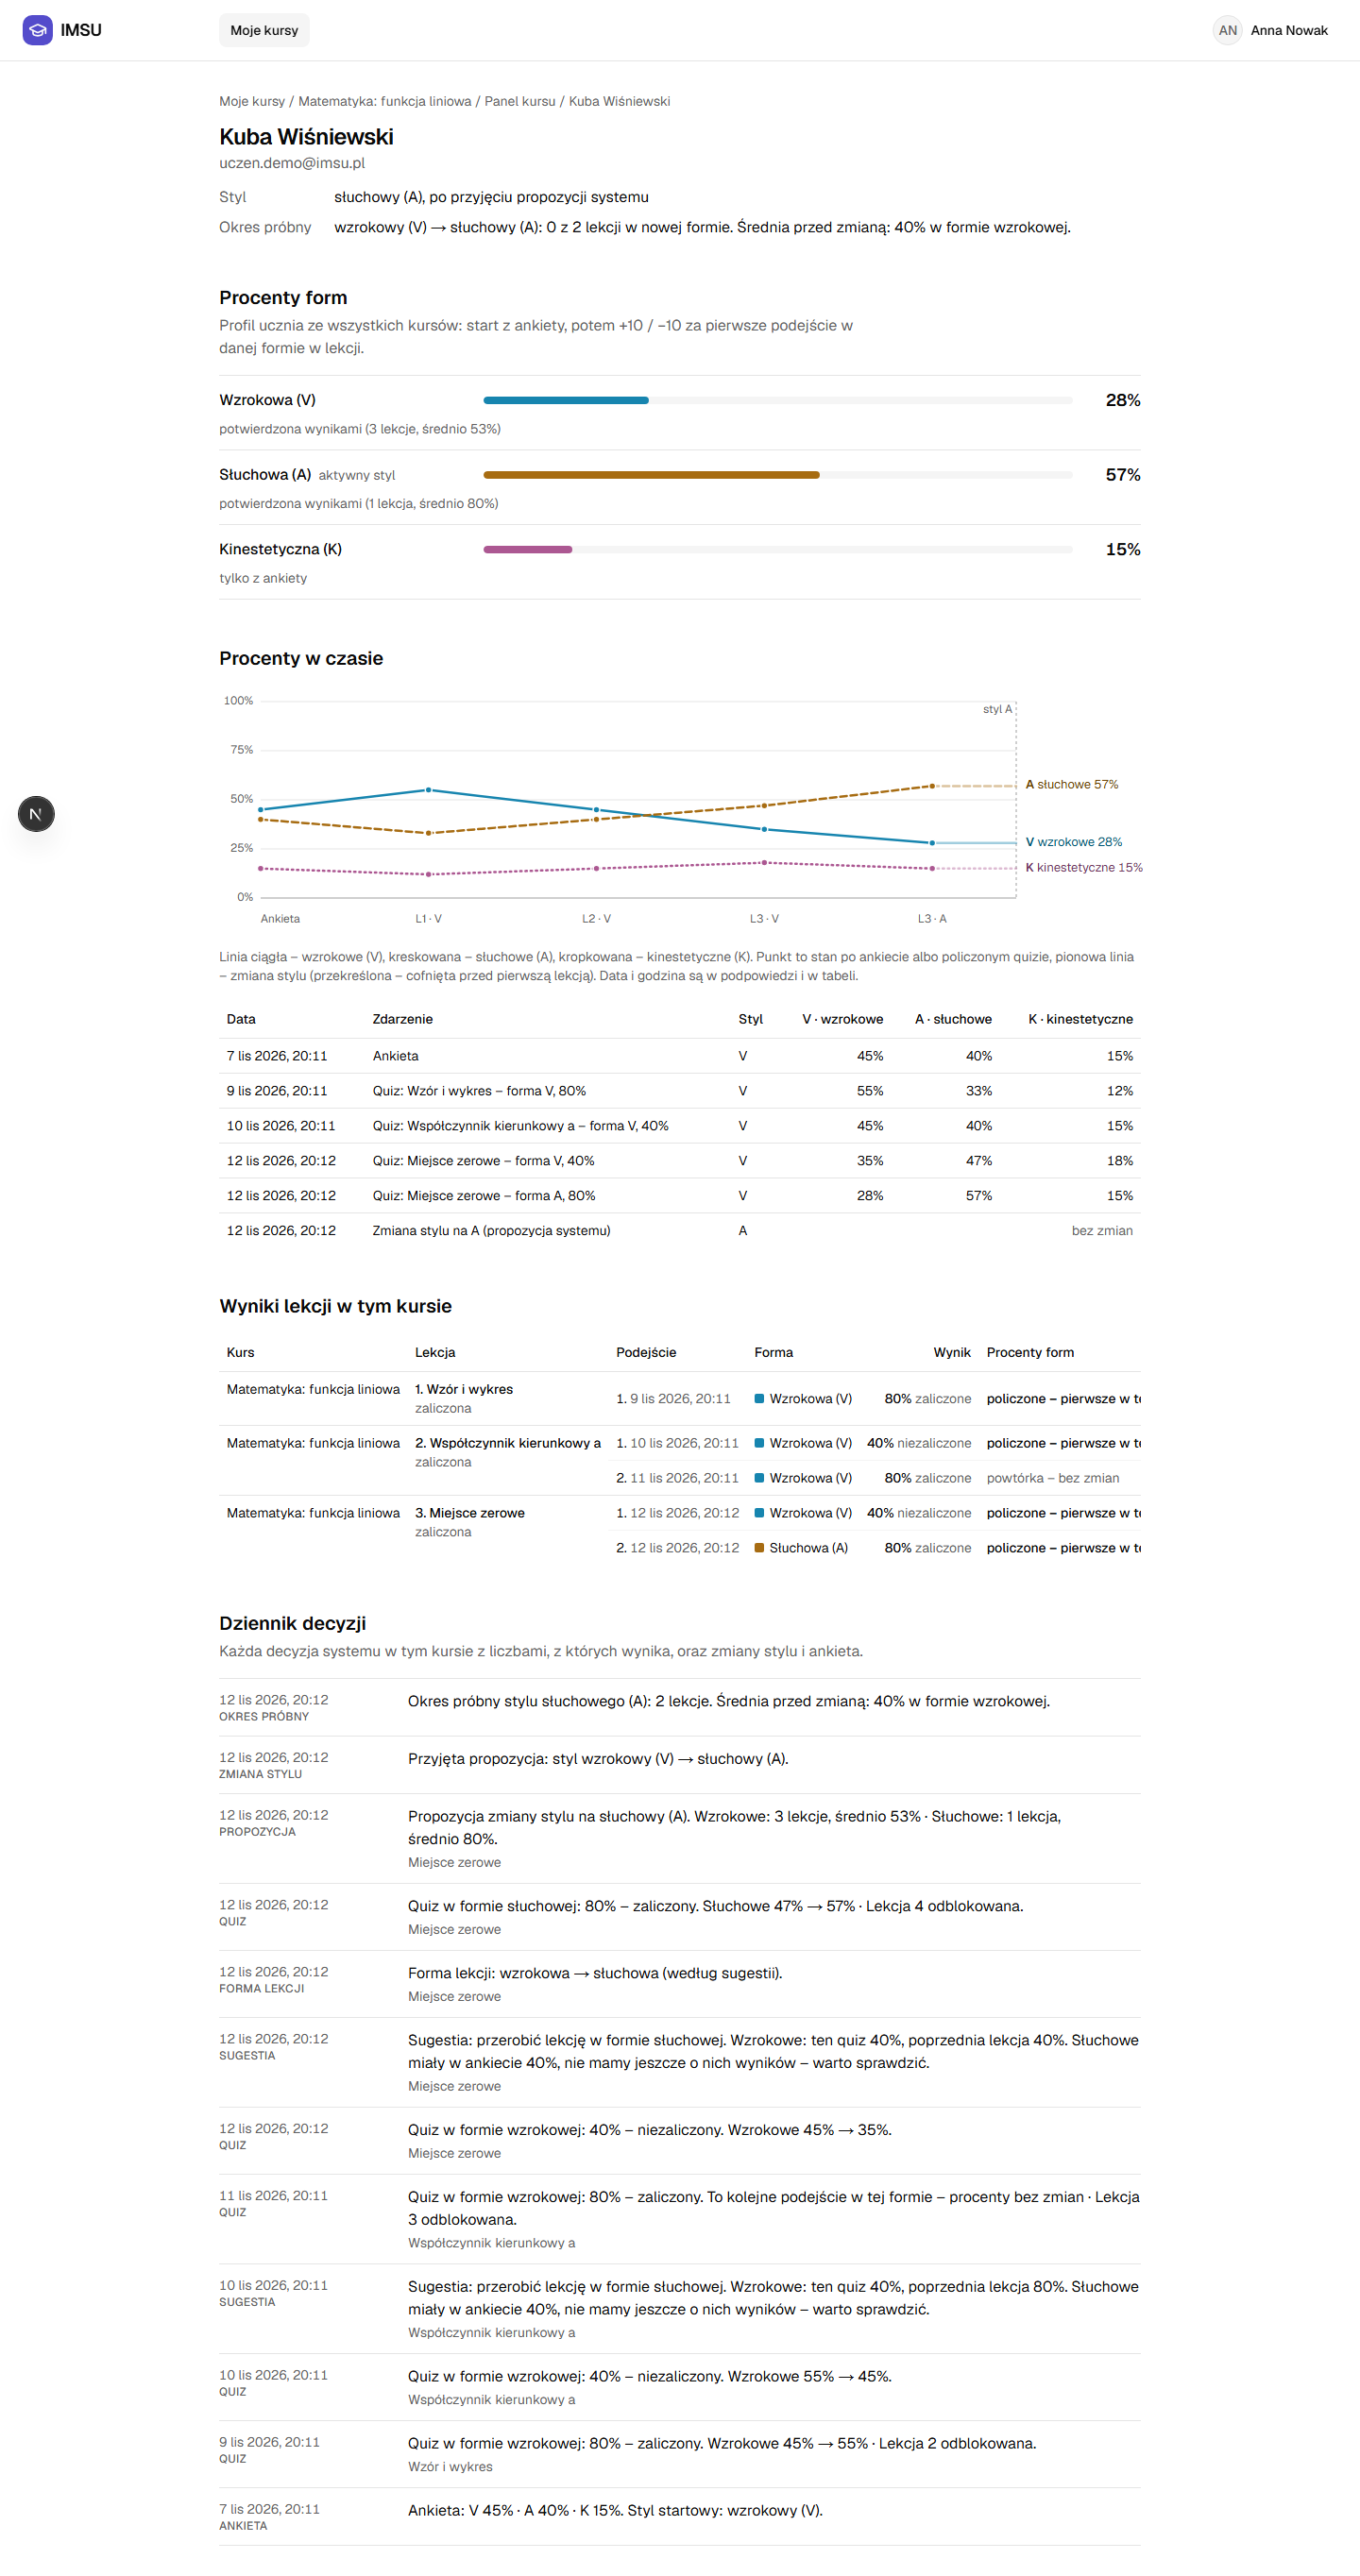 IMSU
Moje kursy
AN Anna Nowak
Moje kursy / Matematyka: funkcja liniowa / Panel kursu / Kuba Wiśniewski
Kuba Wiśniewski
uczen.demo@imsu.pl
Styl słuchowy (A), po przyjęciu propozycji systemu
Okres próbny wzrokowy (V) → słuchowy (A): 0 z 2 lekcji w nowej formie. Średnia przed zmianą: 40% w formie wzrokowej.
Procenty form
Profil ucznia ze wszystkich kursów: start z ankiety, potem +10 / −10 za pierwsze podejście w
danej formie w lekcji.
Wzrokowa (V) 28%
potwierdzona wynikami (3 lekcje, średnio 53%)
Słuchowa (A) aktywny styl 57%
potwierdzona wynikami (1 lekcja, średnio 80%)
Kinestetyczna (K) 15%
tylko z ankiety
Procenty w czasie
100%
styl A
75%
A słuchowe 57%
50%
V wzrokowe 28%
25%
K kinestetyczne 15%
0%
Ankieta L1 · V L2 · V L3 · V L3 · A
Linia ciągła – wzrokowe (V), kreskowana – słuchowe (A), kropkowana – kinestetyczne (K). Punkt to stan po ankiecie albo policzonym quizie, pionowa linia
– zmiana stylu (przekreślona – cofnięta przed pierwszą lekcją). Data i godzina są w podpowiedzi i w tabeli.
Data Zdarzenie Styl V · wzrokowe A · słuchowe K · kinestetyczne
7 lis 2026, 20:11 Ankieta V 45% 40% 15%
9 lis 2026, 20:11 Quiz: Wzór i wykres – forma V, 80% V 55% 33% 12%
10 lis 2026, 20:11 Quiz: Współczynnik kierunkowy a – forma V, 40% V 45% 40% 15%
12 lis 2026, 20:12 Quiz: Miejsce zerowe – forma V, 40% V 35% 47% 18%
12 lis 2026, 20:12 Quiz: Miejsce zerowe – forma A, 80% V 28% 57% 15%
12 lis 2026, 20:12 Zmiana stylu na A (propozycja systemu) A bez zmian
Wyniki lekcji w tym kursie
Kurs Lekcja Podejście Forma Wynik Procenty form
Matematyka: funkcja liniowa 1. Wzór i wykres 1. 9 lis 2026, 20:11 Wzrokowa (V) 80% zaliczone policzone – pierwsze w
zaliczona
Matematyka: funkcja liniowa 2. Współczynnik kierunkowy a 1. 10 lis 2026, 20:11 Wzrokowa (V) 40% niezaliczone policzone – pierwsze w
zaliczona
2. 11 lis 2026, 20:11 Wzrokowa (V) 80% zaliczone powtórka – bez zmian
Matematyka: funkcja liniowa 3. Miejsce zerowe 1. 12 lis 2026, 20:12 Wzrokowa (V) 40% niezaliczone policzone – pierwsze w
zaliczona
2. 12 lis 2026, 20:12 Słuchowa (A) 80% zaliczone policzone – pierwsze w
Dziennik decyzji
Każda decyzja systemu w tym kursie z liczbami, z których wynika, oraz zmiany stylu i ankieta.
12 lis 2026, 20:12 Okres próbny stylu słuchowego (A): 2 lekcje. Średnia przed zmianą: 40% w formie wzrokowej.
OKRES PRÓBNY
12 lis 2026, 20:12 Przyjęta propozycja: styl wzrokowy (V) → słuchowy (A).
ZMIANA STYLU
12 lis 2026, 20:12 Propozycja zmiany stylu na słuchowy (A). Wzrokowe: 3 lekcje, średnio 53% · Słuchowe: 1 lekcja,
PROPOZYCJA średnio 80%.
Miejsce zerowe
12 lis 2026, 20:12 Quiz w formie słuchowej: 80% – zaliczony. Słuchowe 47% → 57% · Lekcja 4 odblokowana.
QUIZ Miejsce zerowe
12 lis 2026, 20:12 Forma lekcji: wzrokowa → słuchowa (według sugestii).
FORMA LEKCJI Miejsce zerowe
12 lis 2026, 20:12 Sugestia: przerobić lekcję w formie słuchowej. Wzrokowe: ten quiz 40%, poprzednia lekcja 40%. Słuchowe
SUGESTIA miały w ankiecie 40%, nie mamy jeszcze o nich wyników – warto sprawdzić.
Miejsce zerowe
12 lis 2026, 20:12 Quiz w formie wzrokowej: 40% – niezaliczony. Wzrokowe 45% → 35%.
QUIZ Miejsce zerowe
11 lis 2026, 20:11 Quiz w formie wzrokowej: 80% – zaliczony. To kolejne podejście w tej formie – procenty bez zmian · Lekcja
QUIZ 3 odblokowana.
Współczynnik kierunkowy a
10 lis 2026, 20:11 Sugestia: przerobić lekcję w formie słuchowej. Wzrokowe: ten quiz 40%, poprzednia lekcja 80%. Słuchowe
SUGESTIA miały w ankiecie 40%, nie mamy jeszcze o nich wyników – warto sprawdzić.
Współczynnik kierunkowy a
10 lis 2026, 20:11 Quiz w formie wzrokowej: 40% – niezaliczony. Wzrokowe 55% → 45%.
QUIZ Współczynnik kierunkowy a
9 lis 2026, 20:11 Quiz w formie wzrokowej: 80% – zaliczony. Wzrokowe 45% → 55% · Lekcja 2 odblokowana.
QUIZ Wzór i wykres
7 lis 2026, 20:11 Ankieta: V 45% · A 40% · K 15%. Styl startowy: wzrokowy (V).
ANKIETA